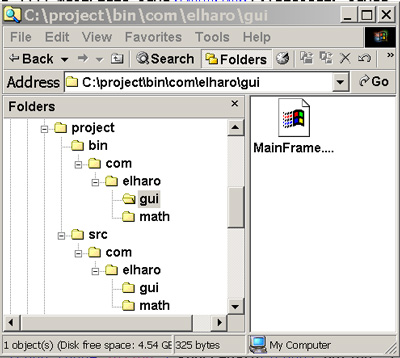 C:\project\bin\com\elharo\gui
File Edit View Favorites Tools Help
Back Search Folders
Address C:\project\bin\com\elharo\gui Go
Folders
project
bin
com
elharo
gui
math
src
com
elharo
gui
math
MainFrame....
1 object(s) (Disk free space: 4.54 GE 325 bytes My Computer